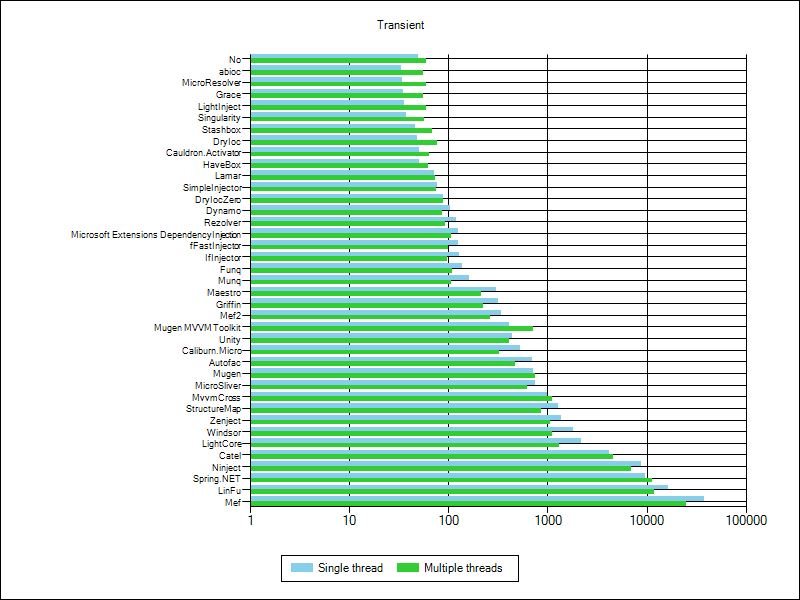 Transient
No
abioc
MicroResolver
Grace
LightInject
Singularity
Stashbox
DryIoc
Cauldron.Activator
HaveBox
Lamar
SimpleInjector
DryIocZero
Dynamo
Rezolver
Microsoft Extensions DependencyInjection
fFastInjector
IfInjector
Funq
Munq
Maestro
Griffin
Mef2
Mugen MVVM Toolkit
Unity
Caliburn.Micro
Autofac
Mugen
MicroSliver
MvvmCross
StructureMap
Zenject
Windsor
LightCore
Catel
Ninject
Spring.NET
LinFu
Mef
1 10 100 1000 10000 100000
Single thread Multiple threads